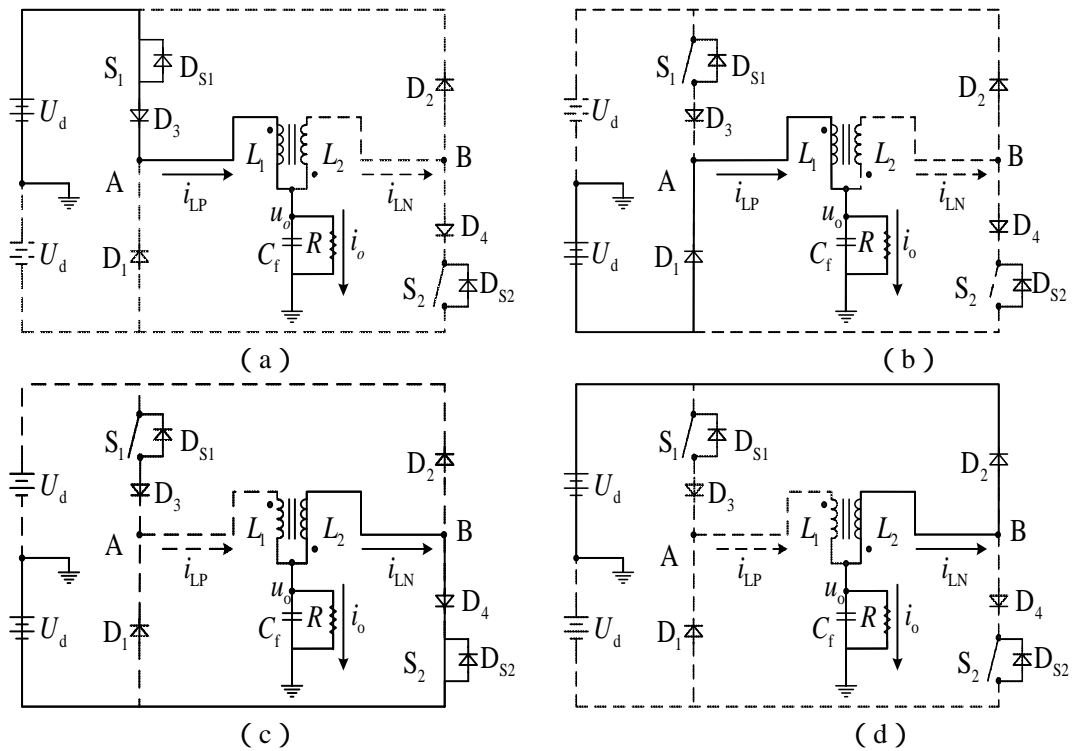 S1
DS1
D2
Ud
D3
L1
L2
B
A
iLP
iLN
uo
D4
Cf
R
io
Ud
D1
S2
DS2
(a)
S1
DS1
D2
Ud
D3
L1
L2
B
A
iLP
iLN
uo
D4
Cf
R
io
Ud
D1
S2
DS2
(b)
S1
DS1
D2
Ud
D3
L1
L2
B
A
iLP
iLN
uo
D4
Cf
R
io
Ud
D1
S2
DS2
(c)
S1
DS1
D2
Ud
D3
L1
L2
B
A
iLP
iLN
uo
D4
Cf
R
io
Ud
D1
S2
DS2
(d)